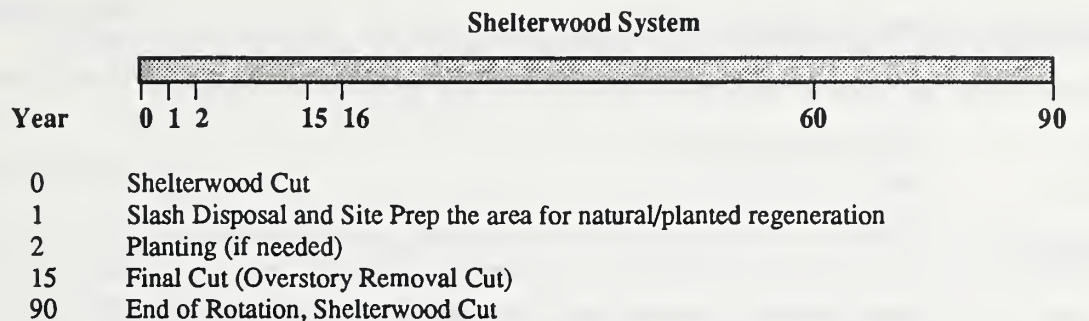 Shelterwood System
Year 0 1 2 15 16 60 90
0 Shelterwood Cut
1 Slash Disposal and Site Prep the area for natural/planted regeneration
2 Planting (if needed)
15 Final Cut (Overstory Removal Cut)
90 End of Rotation, Shelterwood Cut